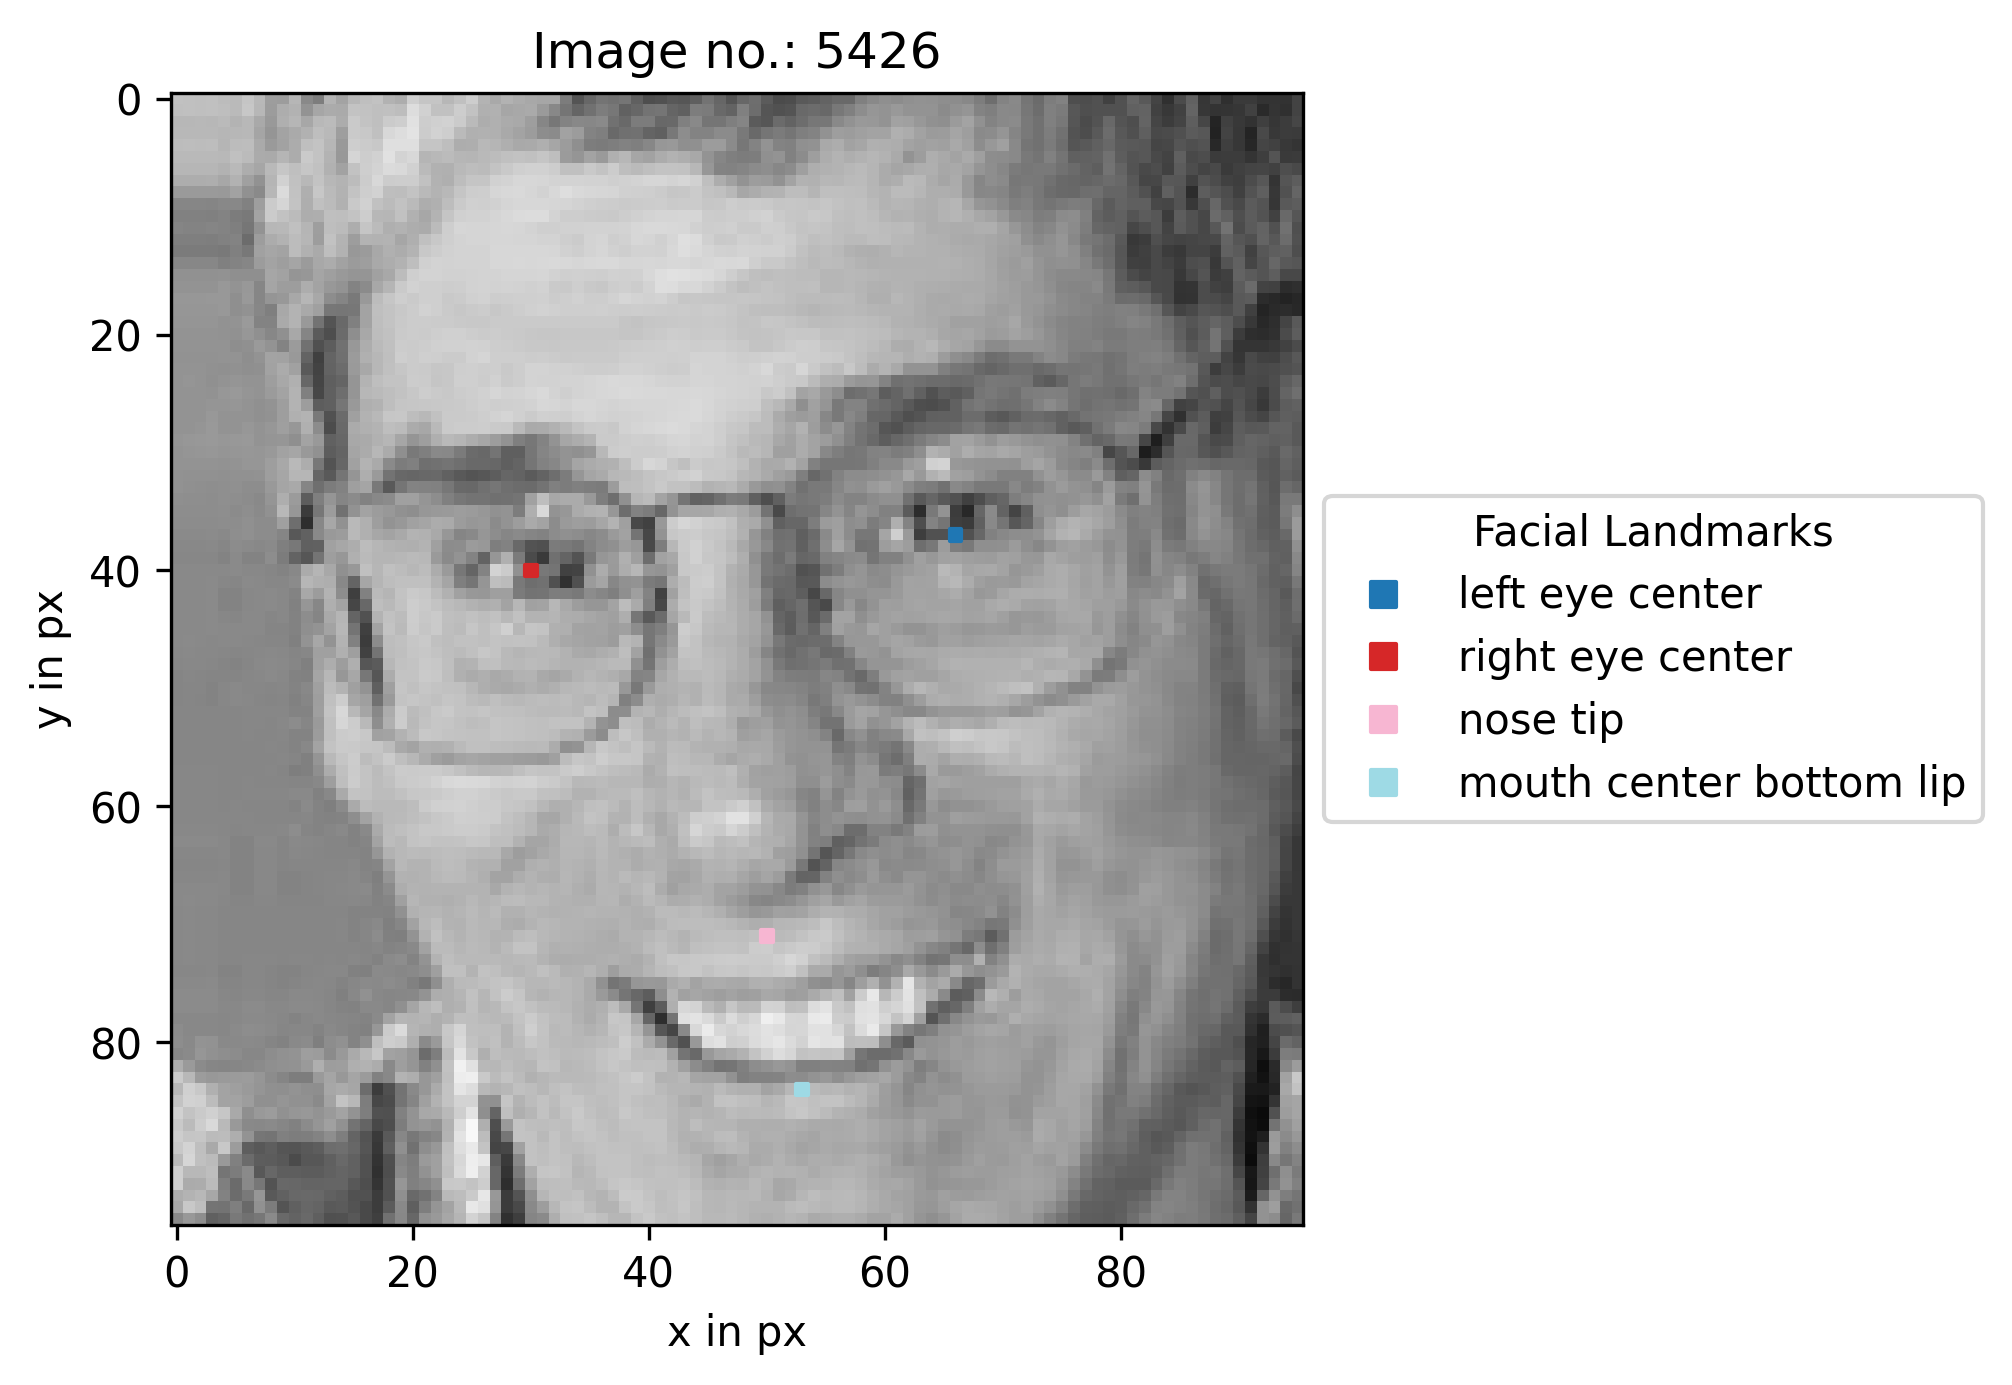 Image no.: 5426
0
20
40
60
80
y in px
0 20 40 60 80
x in px
Facial Landmarks
left eye center
right eye center
nose tip
mouth center bottom lip